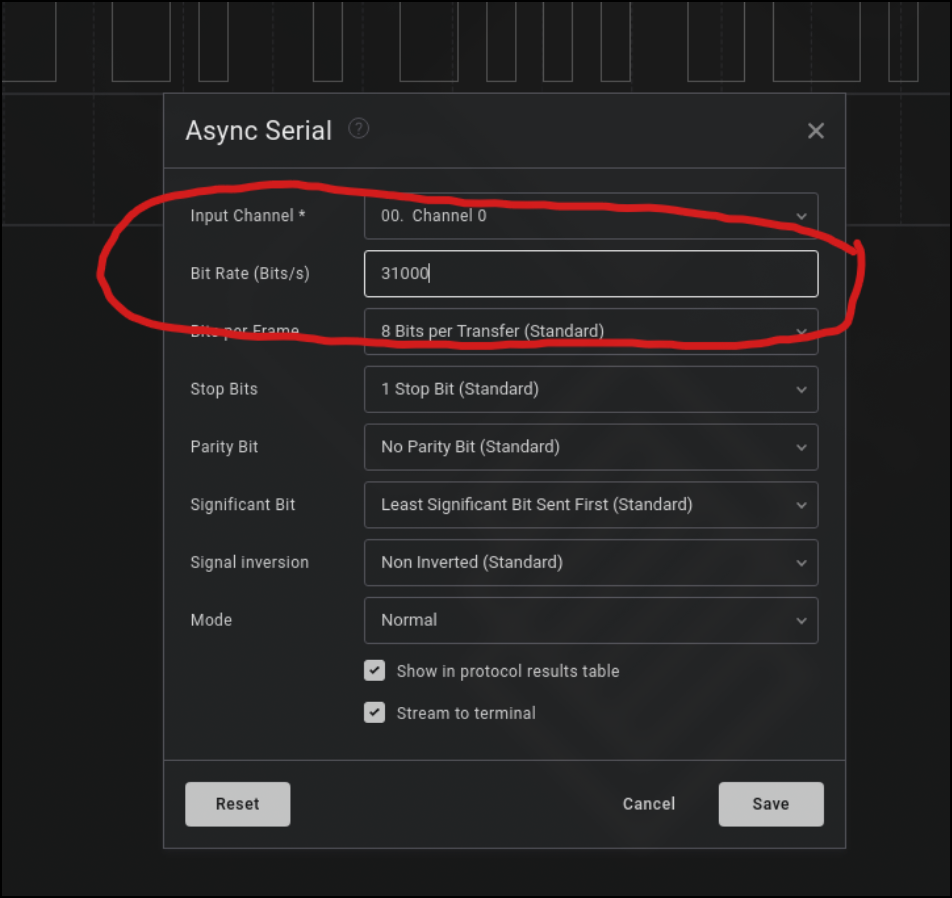 Async Serial ?
Input Channel * 00. Channel 0
Bit Rate (Bits/s) 31000
Bits per Frame 8 Bits per Transfer (Standard)
Stop Bits 1 Stop Bit (Standard)
Parity Bit No Parity Bit (Standard)
Significant Bit Least Significant Bit Sent First (Standard)
Signal inversion Non Inverted (Standard)
Mode Normal
Show in protocol results table
Stream to terminal
Reset Cancel Save